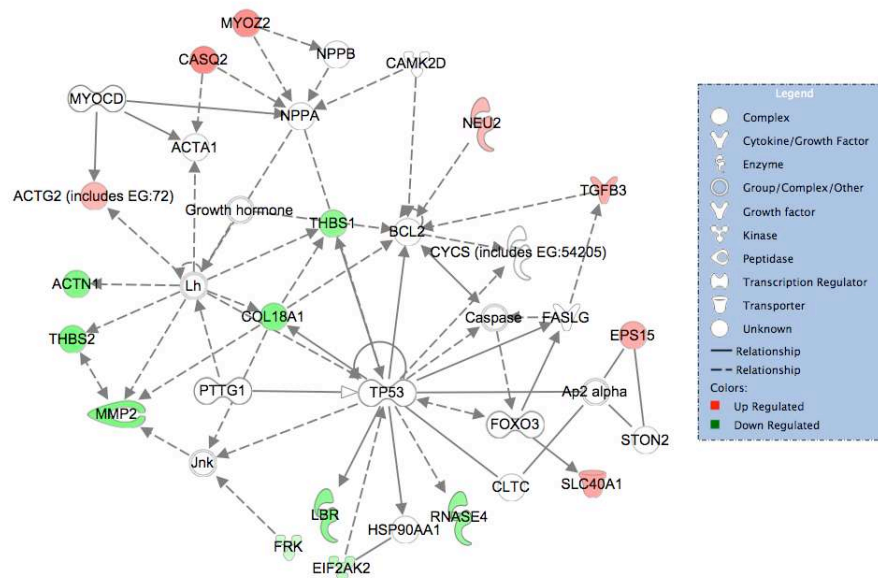 MYOZ2
NPPB
CASQ2
CAMK2D
MYOCD
NPPA
NEU2
ACTA1
TGFB3
ACTG2 (includes EG:72)
Growth hormone
THBS1
BCL2
CYCS (includes EG:54205)
ACTN1
Lh
COL18A1
Caspase
FASLG
EPS15
THBS2
PTTG1
TP53
Ap2 alpha
MMP2
FOXO3
STON2
Jnk
CLTC
SLC40A1
LBR
HSP90AA1
RNASE4
FRK
EIF2AK2
Legend
Complex
Cytokine/Growth Factor
Enzyme
Group/Complex/Other
Growth factor
Kinase
Peptidase
Transcription Regulator
Transporter
Unknown
Relationship
Relationship
Colors:
Up Regulated
Down Regulated